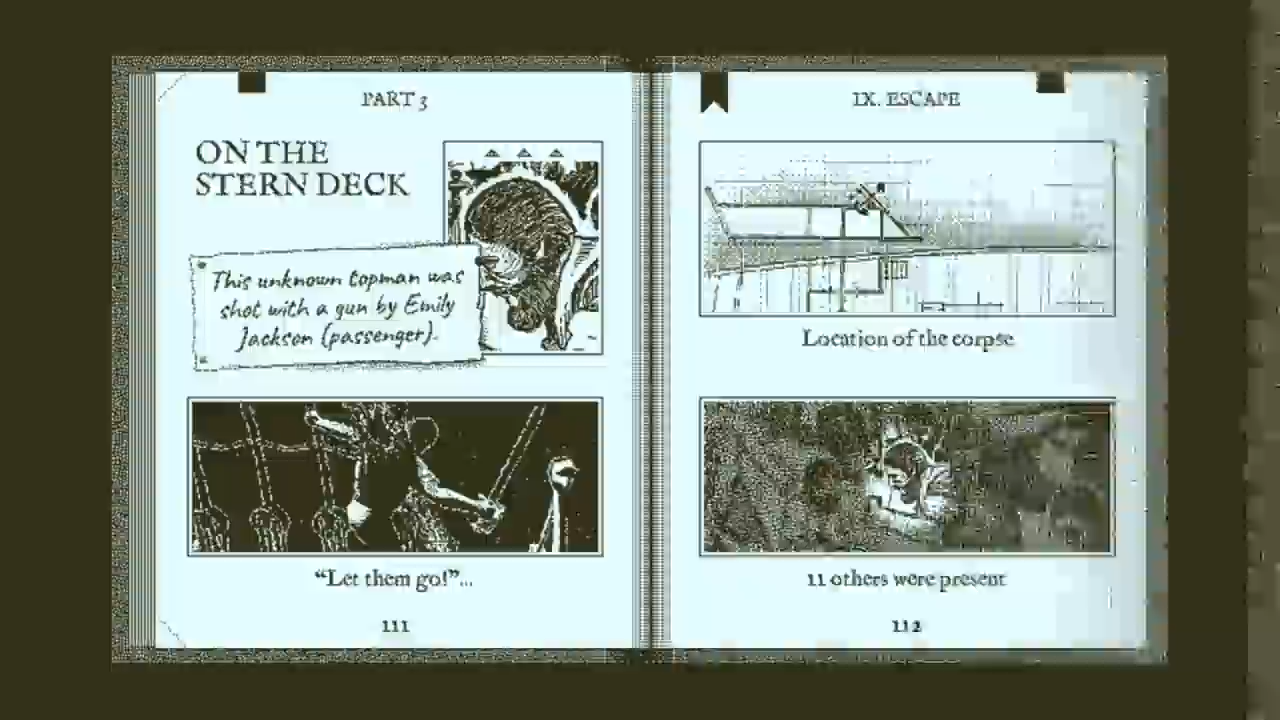 PART 3
ON THE
STERN DECK
This unknown topman was
shot with a gun by Emily
Jackson (passenger).
"Let them go!"...
111
IX. ESCAPE
Location of the corpse
11 others were present
112